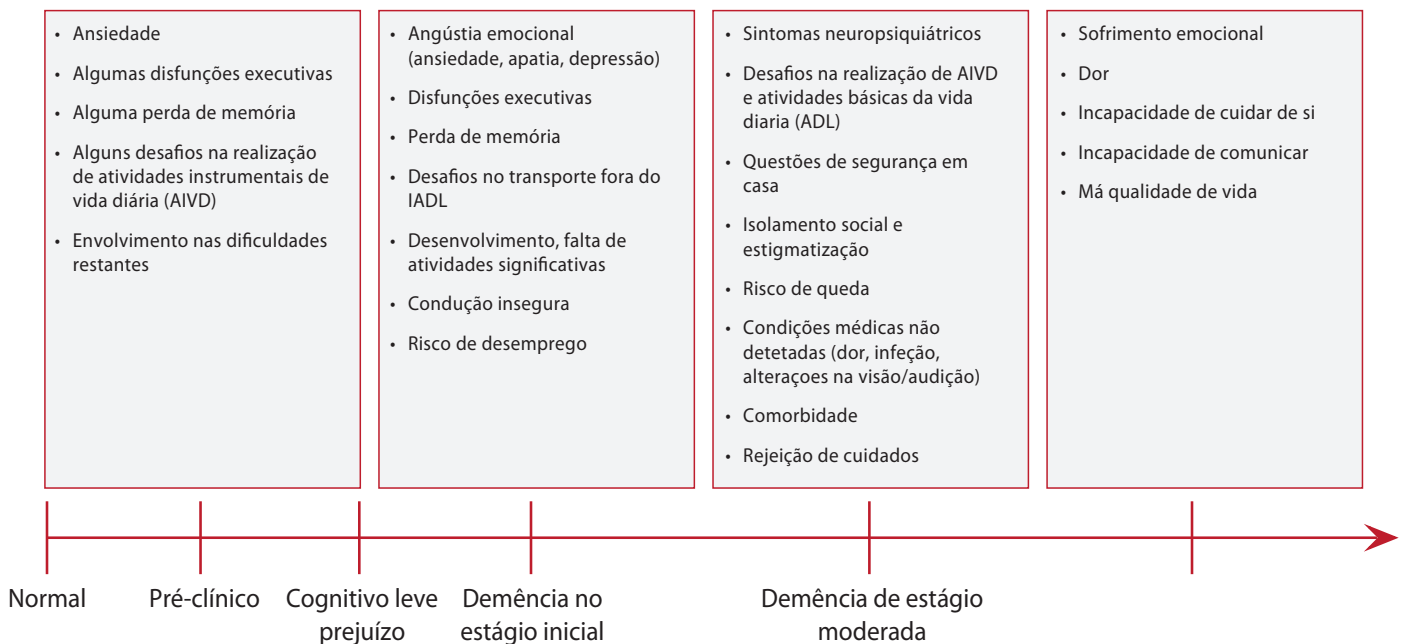 • Ansiedade
• Algumas disfunções executivas
• Alguma perda de memória
• Alguns desafios na realização
de atividades instrumentais de
vida diária (AIVD)
• Envolvimento nas dificuldades
restantes
• Angústia emocional
(ansiedade, apatia, depressão)
• Disfunções executivas
• Perda de memória
• Desafios no transporte fora do
IADL
• Desenvolvimento, falta de
atividades significativas
• Condução insegura
• Risco de desemprego
• Sintomas neuropsiquiátricos
• Desafios na realização de AIVD
e atividades básicas da vida
diaria (ADL)
• Questões de segurança em
casa
• Isolamento social e
estigmatização
• Risco de queda
• Condições médicas não
detetadas (dor, infeção,
alteraçoes na visão/audição)
• Comorbidade
• Rejeição de cuidados
• Sofrimento emocional
• Dor
• Incapacidade de cuidar de si
• Incapacidade de comunicar
• Má qualidade de vida
Normal
Pré-clínico
Cognitivo leve
prejuízo
Demência no
estágio inicial
Demência de estágio
moderada